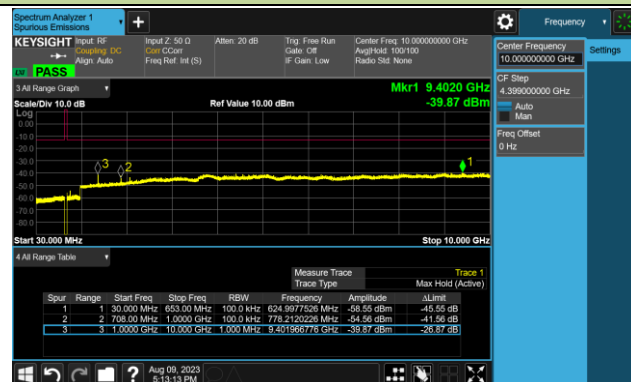 Spectrum Analyzer 1
Spurious Emissions
+
Frequency
KEYSIGHT Input: RF Input Z: 50 Ω Atten: 20 dB Trig: Free Run Center Freq: 10.000000000 GHz
Coupling: DC Corr CCorr Gate: Off Avg|Hold: 100/100
Align: Auto Freq Ref: Int (S) IF Gain: Low Radio Std: None
PASS
Center Frequency
10.000000000 GHz
Settings
CF Step
4.399000000 GHz
Auto
Man
Freq Offset
0 Hz
3 All Range Graph
Mkr1 9.4020 GHz
Scale/Div 10.0 dB Ref Value 10.00 dBm -39.87 dBm
Log
0.00
-10.0
-20.0
-30.0
-40.0
-50.0
-60.0
-70.0
-80.0
3
2
1
Start 30.000 MHz Stop 10.000 GHz
4 All Range Table
Measure Trace Trace 1
Trace Type Max Hold (Active)
Spur Range Start Freq Stop Freq RBW Frequency Amplitude ΔLimit
1 1 30.000 MHz 653.00 MHz 100.0 kHz 624.9977526 MHz -58.55 dBm -45.55 dB
2 2 708.00 MHz 1.0000 GHz 100.0 kHz 778.2120226 MHz -54.56 dBm -41.56 dB
3 3 1.0000 GHz 10.000 GHz 1.000 MHz 9.401966776 GHz -39.87 dBm -26.87 dB
? Aug 09, 2023
5:13:13 PM